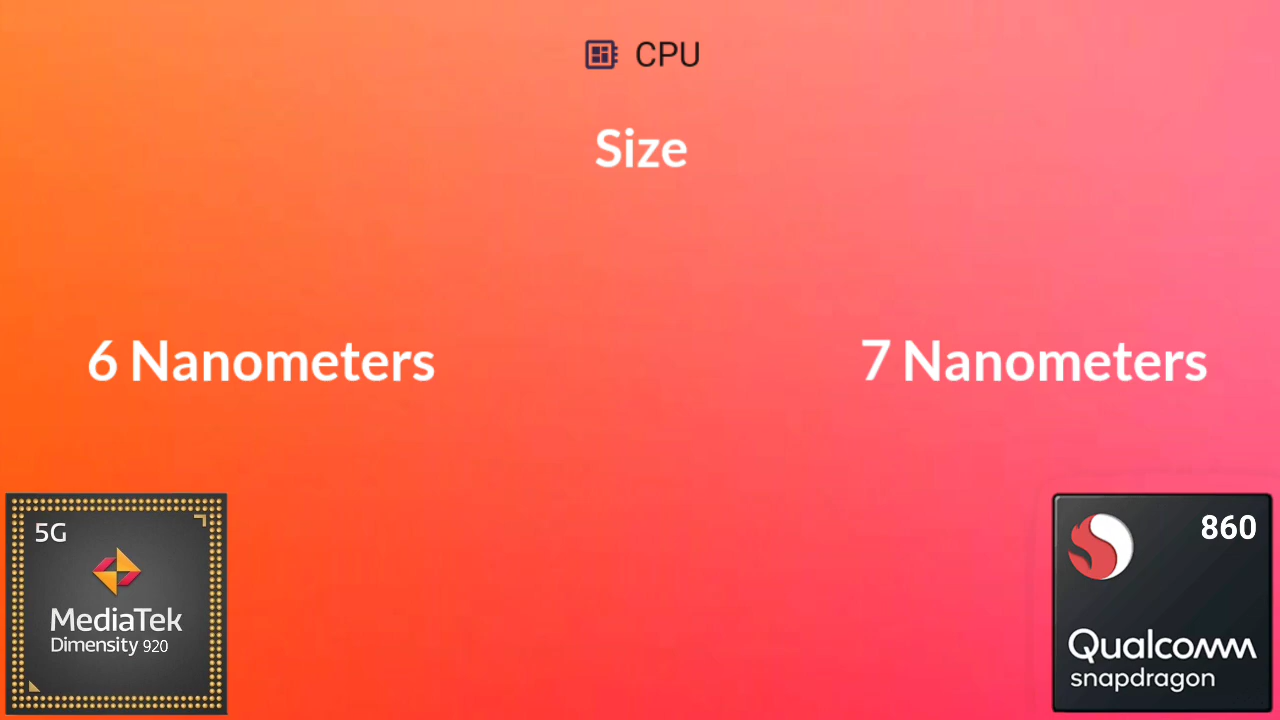 CPU
Size
6 Nanometers
7 Nanometers
5G
MediaTek
Dimensity 920
860
Qualcomm
snapdragon